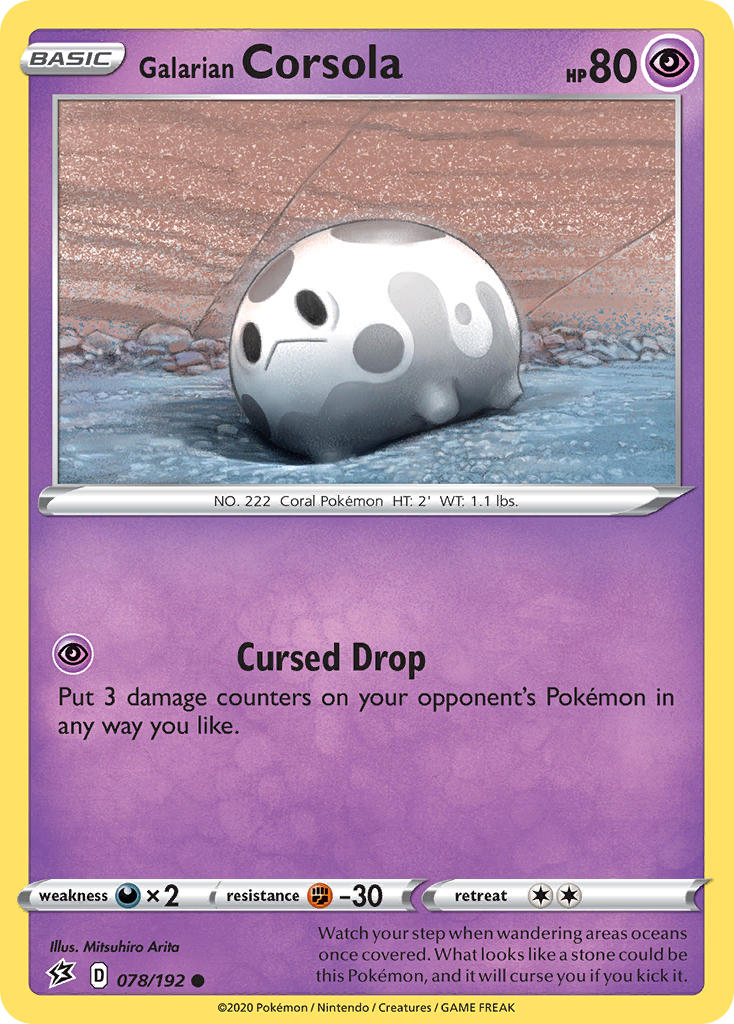 BASIC
Galarian Corsola
HP 80
NO. 222 Coral Pokémon HT: 2' WT: 1.1 lbs.
Cursed Drop
Put 3 damage counters on your opponent's Pokémon in
any way you like.
weakness ×2 resistance -30 retreat
Illus. Mitsuhiro Arita
Watch your step when wandering areas oceans
once covered. What looks like a stone could be
this Pokémon, and it will curse you if you kick it.
D 078/192
©2020 Pokémon / Nintendo / Creatures / GAME FREAK